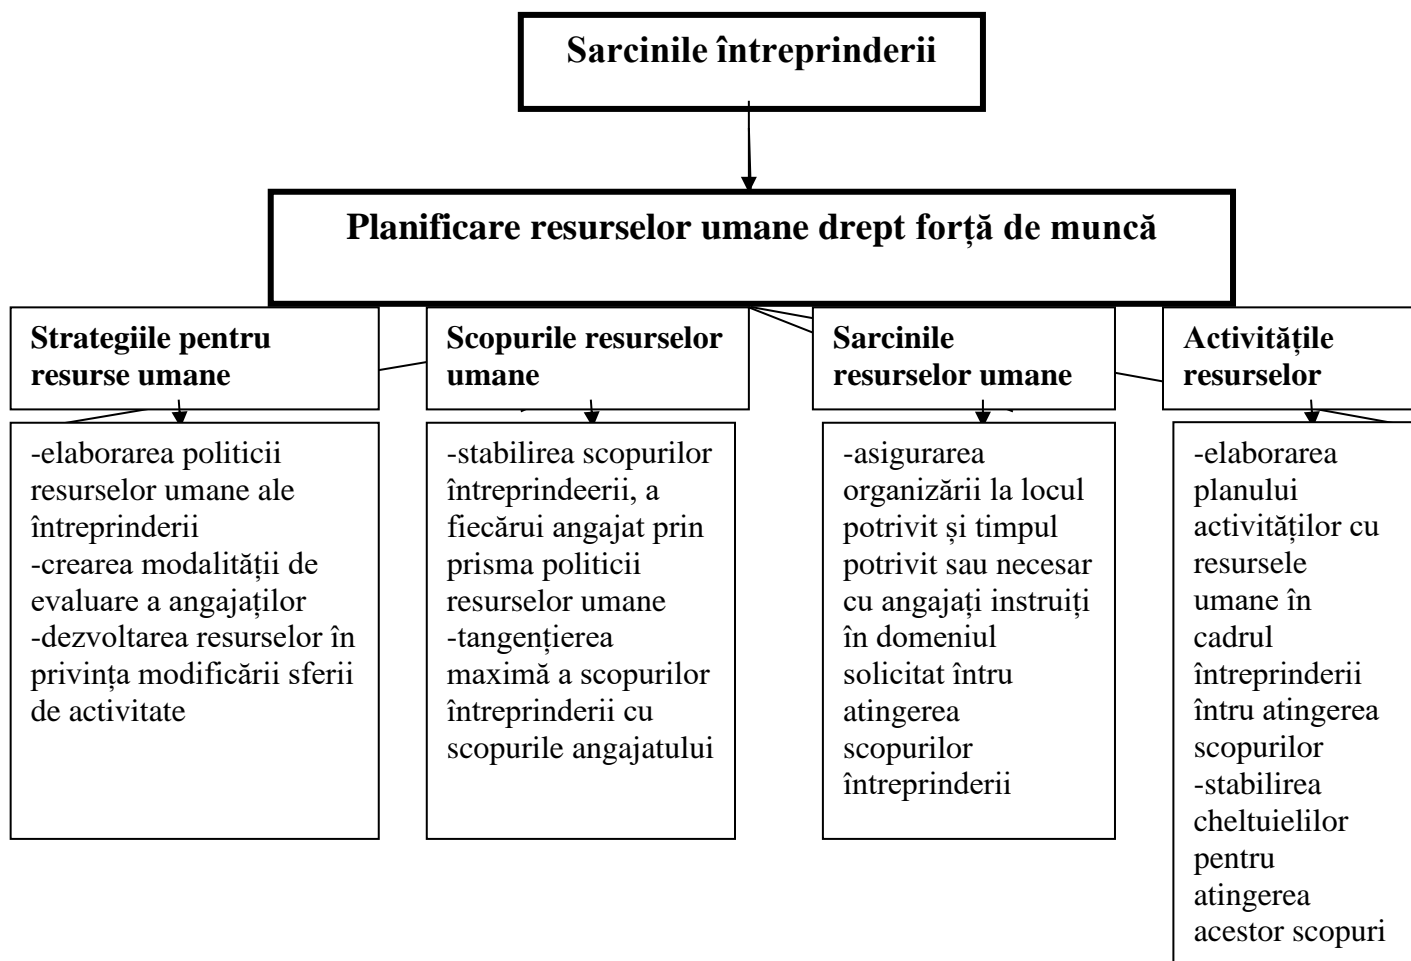 Sarcinile întreprinderii
Planificare resurselor umane drept forță de muncă
Strategiile pentru
resurse umane
Scopurile resurselor
umane
Sarcinile
resurselor umane
Activitățile
resurselor
-elaborarea politicii
resurselor umane ale
întreprinderii
-crearea modalității de
evaluare a angajaților
-dezvoltarea resurselor în
privința modificării sferii
de activitate
-stabilirea scopurilor
întreprindeerii, a
fiecărui angajat prin
prisma politicii
resurselor umane
-tangențierea
maximă a scopurilor
întreprinderii cu
scopurile angajatului
-asigurarea
organizării la locul
potrivit și timpul
potrivit sau necesar
cu angajați instruiți
în domeniul
solicitat întru
atingerea
scopurilor
întreprinderii
-elaborarea
planului
activităților cu
resursele
umane în
cadrul
întreprinderii
întru atingerea
scopurilor
-stabilirea
cheltuielilor
pentru
atingerea
acestor scopuri